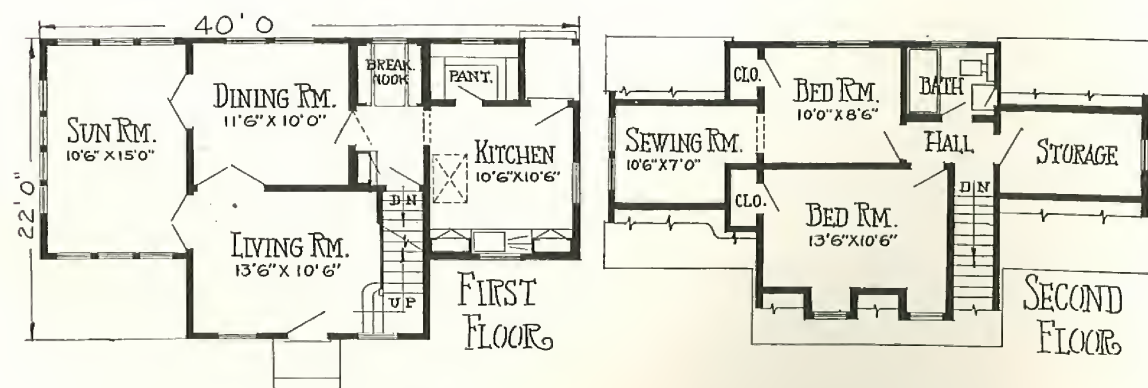 40'0
22'0"
SUN RM.
10'6" X 15'0"
DINING RM.
11'6" X 10'0"
BREAK.
NOOK
PANT.
KITCHEN
10'6" X 10'6"
LIVING RM.
13'6" X 10'6"
DN
UP
FIRST
FLOOR
CLO.
BED RM.
10'0" X 8'6"
BATH
SEWING RM.
10'6" X 7'0"
HALL
STORAGE
CLO.
BED RM.
13'6" X 10'6"
DN
SECOND
FLOOR